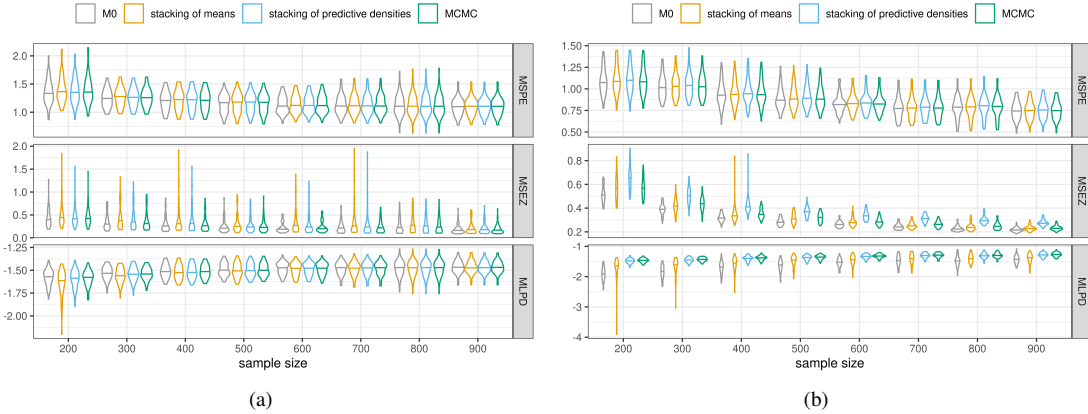 M0 stacking of means stacking of predictive densities MCMC
2.0
1.5
1.0
MSPE
2.0
1.5
1.0
0.5
0.0
MSEZ
-1.25
-1.50
-1.75
-2.00
MLPD
200 300 400 500 600 700 800 900
sample size
(a)
M0 stacking of means stacking of predictive densities MCMC
1.50
1.25
1.00
0.75
0.50
MSPE
0.8
0.6
0.4
0.2
MSEZ
-1
-2
-3
-4
MLPD
200 300 400 500 600 700 800 900
sample size
(b)